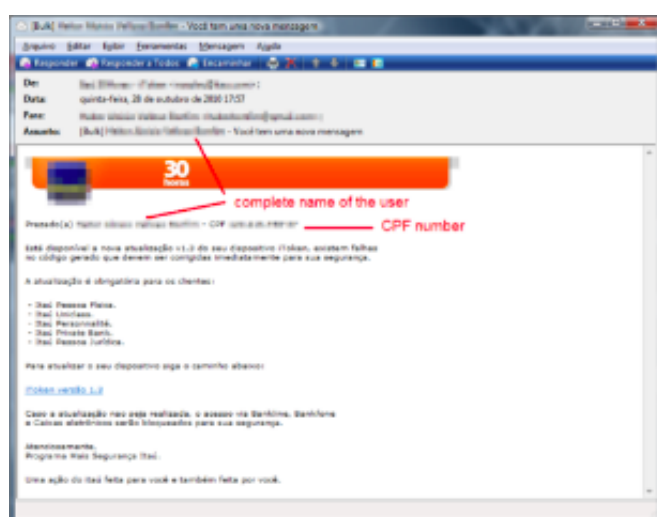 [Bulk] - Você tem uma nova mensagem
Arquivo Editar Exibir Ferramentas Mensagem Ajuda
Responder Responder a Todos Encaminhar
De:
Data: quinta-feira, 28 de outubro de 2010 17:57
Para:
Assunto: [Bulk] - Você tem uma nova mensagem
30
horas
complete name of the user
Prezado(a) - CPF
CPF number
Está disponível a nova atualização v1.3 do seu dispositivo iToken, existem falhas
no código gerado que devem ser corrigidas imediatamente para sua segurança.
A atualização é obrigatória para os clientes:
- Itaú Pessoa Física.
- Itaú Uniclass.
- Itaú Personnalité.
- Itaú Private Bank.
- Itaú Pessoa Jurídica.
Para atualizar o seu dispositivo siga o caminho abaixo:
iToken versão 1.3
Caso a atualização nao seja realizada, o acesso via Bankline, Bankfone
e Caixas eletrônicos serão bloqueados para sua segurança.
Atenciosamente.
Programa Mais Segurança Itaú.
Uma ação do Itaú feita para você e também feita por você.